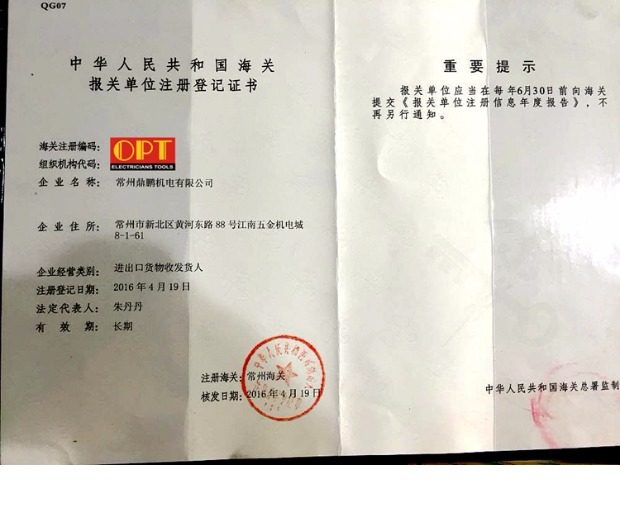 QG07
中华人民共和国海关
报关单位注册登记证书
海关注册编码：
组织机构代码：
OPT
ELECTRICIANS TOOLS
企业名称：常州鼎鹏机电有限公司
企业住所：常州市新北区黄河东路88号江南五金机电城
8-1-61
企业经营类别：进出口货物收发货人
注册登记日期：2016年4月19日
法定代表人：朱丹丹
有效期：长期
注册海关：常州海关
核发日期：2016年4月19日
重要提示
报关单位应当在每年6月30日前向海关
提交《报关单位注册信息年度报告》，不
再另行通知。
中华人民共和国海关总署监制